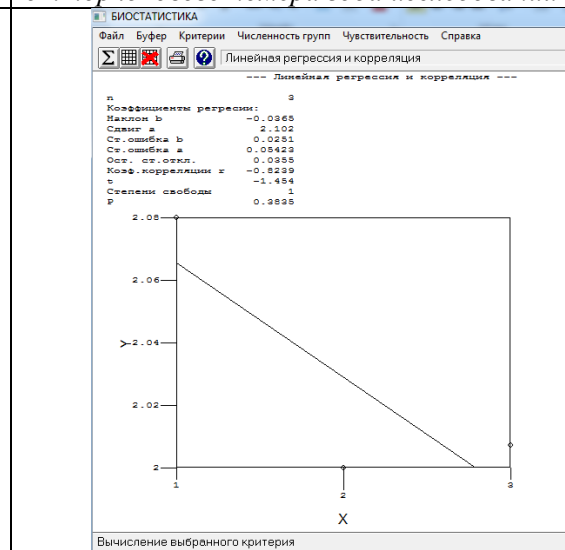 БИОСТАТИСТИКА
Файл Буфер Критерии Численность групп Чувствительность Справка
Линейная регрессия и корреляция
--- Линейная регрессия и корреляция ---
n 3
Коэффициенты регресии:
Наклон b -0.0365
Сдвиг a 2.102
Ст.ошибка b 0.0251
Ст.ошибка a 0.05423
Ост. ст.откл. 0.0355
Коэф.корреляции r -0.8239
t -1.454
Степени свободы 1
P 0.3835
2.08
2.06
Y 2.04
2.02
2
1 2 3
X
Вычисление выбранного критерия